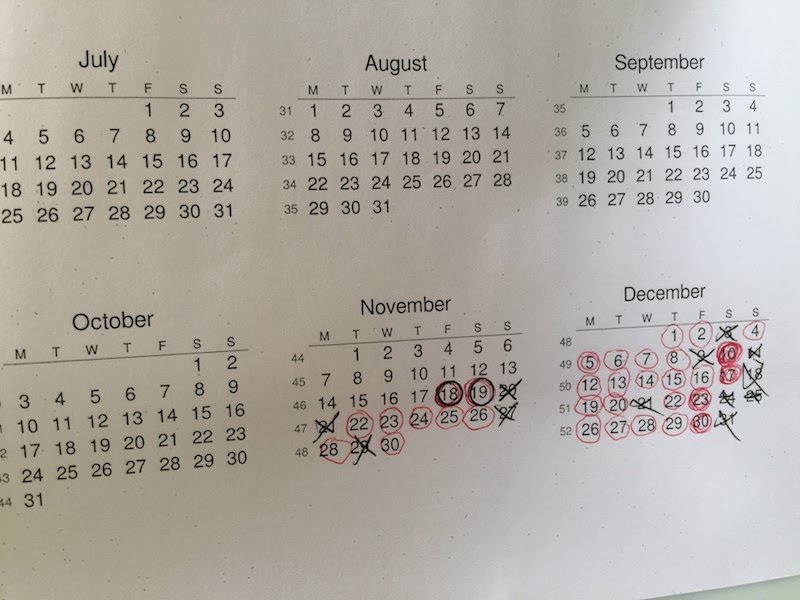 July
M T W T F S S
1 2 3
4 5 6 7 8 9 10
11 12 13 14 15 16 17
18 19 20 21 22 23 24
25 26 27 28 29 30 31
August
M T W T F S S
31 1 2 3 4 5 6 7
32 8 9 10 11 12 13 14
33 15 16 17 18 19 20 21
34 22 23 24 25 26 27 28
35 29 30 31
September
M T W T F S S
35 1 2 3 4
36 5 6 7 8 9 10 11
37 12 13 14 15 16 17 18
38 19 20 21 22 23 24 25
39 26 27 28 29 30
October
M T W T F S S
1 2
3 4 5 6 7 8 9
10 11 12 13 14 15 16
17 18 19 20 21 22 23
24 25 26 27 28 29 30
44 31
November
M T W T F S S
44 1 2 3 4 5 6
45 7 8 9 10 11 12 13
46 14 15 16 17 18 19 20
47 21 22 23 24 25 26 27
48 28 29 30
December
M T W T F S S
48 1 2 3 4
49 5 6 7 8 9 10 11
50 12 13 14 15 16 17 18
51 19 20 21 22 23 24 25
52 26 27 28 29 30 31